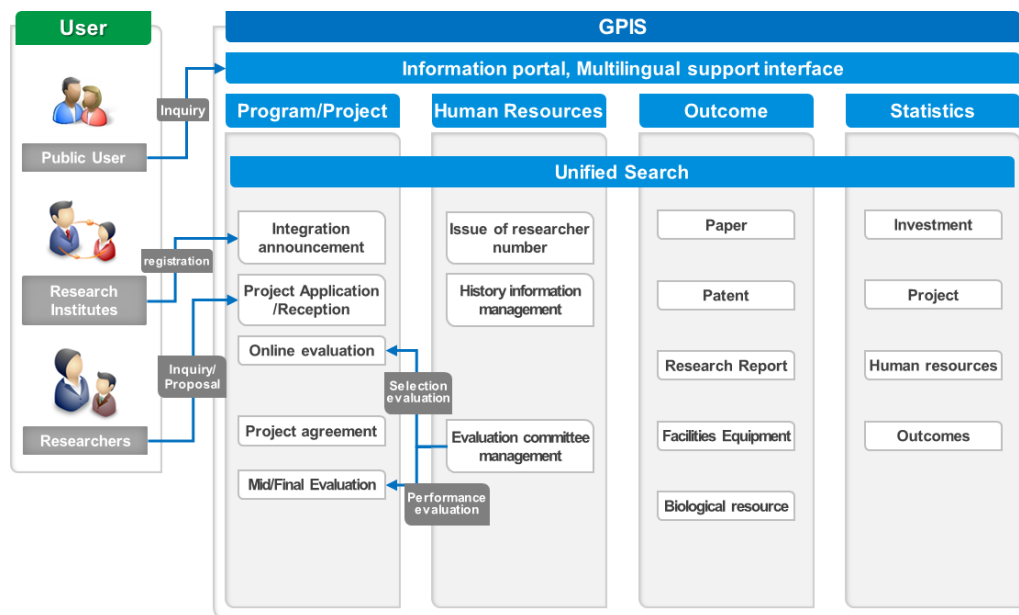 User
GPIS
Information portal, Multilingual support interface
Inquiry
Public User
Program/Project
Human Resources
Outcome
Statistics
Unified Search
registration
Research
Institutes
Inquiry/
Proposal
Researchers
Integration
announcement
Project Application
/Reception
Online evaluation
Project agreement
Mid/Final Evaluation
Selection
evaluation
Performance
evaluation
Issue of researcher
number
History information
management
Evaluation committee
management
Paper
Patent
Research Report
Facilities Equipment
Biological resource
Investment
Project
Human resources
Outcomes